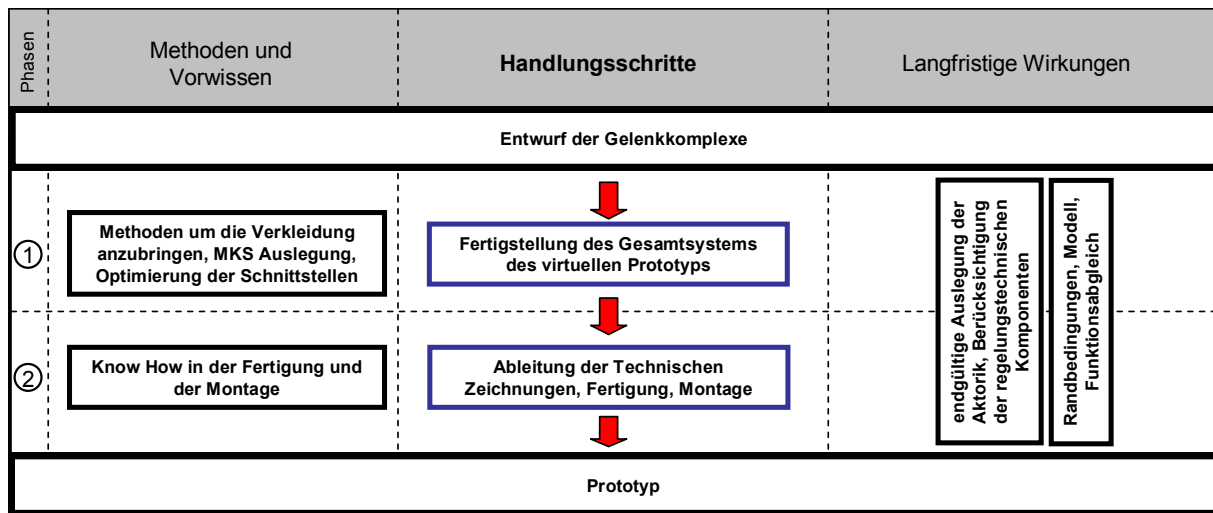 Phasen
Methoden und
Vorwissen
Handlungsschritte
Langfristige Wirkungen
Entwurf der Gelenkkomplexe
1
Methoden um die Verkleidung
anzubringen, MKS Auslegung,
Optimierung der Schnittstellen
Fertigstellung des Gesamtsystems
des virtuellen Prototyps
endgültige Auslegung der
Aktorik, Berücksichtigung
der regelungstechnischen
Komponenten
Randbedingungen, Modell,
Funktionsabgleich
2
Know How in der Fertigung und
der Montage
Ableitung der Technischen
Zeichnungen, Fertigung, Montage
Prototyp